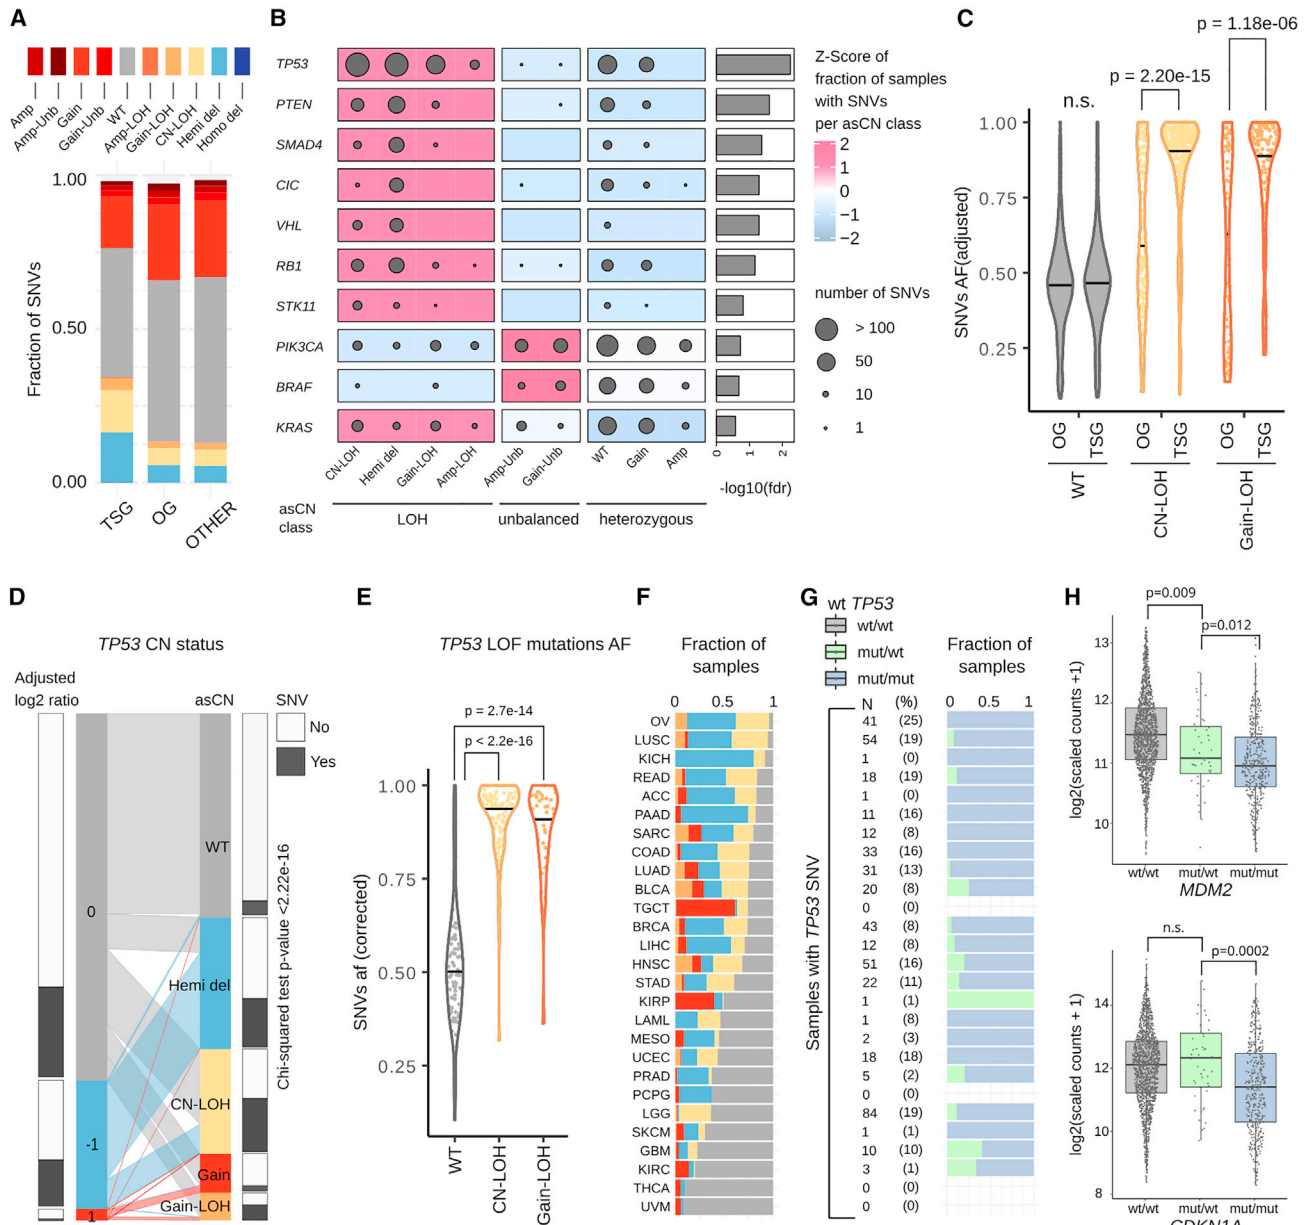 A
Amp
Amp-Unb
Gain
Gain-Unb
WT
Amp-LOH
Gain-LOH
CN-LOH
Hemi del
Homo del
Fraction of SNVs
1.00
0.50
0.00
TSG
OG
OTHER
B
TP53
PTEN
SMAD4
CIC
VHL
RB1
STK11
PIK3CA
BRAF
KRAS
CN-LOH
Hemi del
Gain-LOH
Amp-LOH
Amp-Unb
Gain-Unb
WT
Gain
Amp
0 1 2
-log10(fdr)
asCN
class
LOH
unbalanced
heterozygous
Z-Score of
fraction of samples
with SNVs
per asCN class
2
1
0
−1
−2
number of SNVs
> 100
50
10
1
C
p = 1.18e-06
p = 2.20e-15
n.s.
SNVs AF(adjusted)
1.00
0.75
0.50
0.25
OG
TSG
OG
TSG
OG
TSG
WT
CN-LOH
Gain-LOH
D
TP53 CN status
Adjusted
log2 ratio
asCN
SNV
No
Yes
0
-1
1
WT
Hemi del
CN-LOH
Gain
Gain-LOH
Chi-squared test p-value <2.22e-16
E
TP53 LOF mutations AF
p = 2.7e-14
p < 2.2e-16
SNVs af (corrected)
1.00
0.75
0.50
0.25
WT
CN-LOH
Gain-LOH
F
Fraction of
samples
0 0.5 1
OV
LUSC
KICH
READ
ACC
PAAD
SARC
COAD
LUAD
BLCA
TGCT
BRCA
LIHC
HNSC
STAD
KIRP
LAML
MESO
UCEC
PRAD
PCPG
LGG
SKCM
GBM
KIRC
THCA
UVM
G
wt TP53
wt/wt
mut/wt
mut/mut
Fraction of
samples
0 0.5 1
Samples with TP53 SNV
N (%)
41 (25)
54 (19)
1 (0)
18 (19)
1 (0)
11 (16)
12 (8)
33 (16)
31 (13)
20 (8)
0 (0)
43 (8)
12 (8)
51 (16)
22 (11)
1 (1)
1 (8)
2 (3)
18 (18)
5 (2)
0 (0)
84 (19)
1 (1)
10 (10)
3 (1)
0 (0)
0 (0)
H
p=0.009
p=0.012
log2(scaled counts +1)
13
12
11
10
wt/wt mut/wt mut/mut
MDM2
n.s.
p=0.0002
log2(scaled counts + 1)
14
12
10
8
wt/wt mut/wt mut/mut
CDKN1A